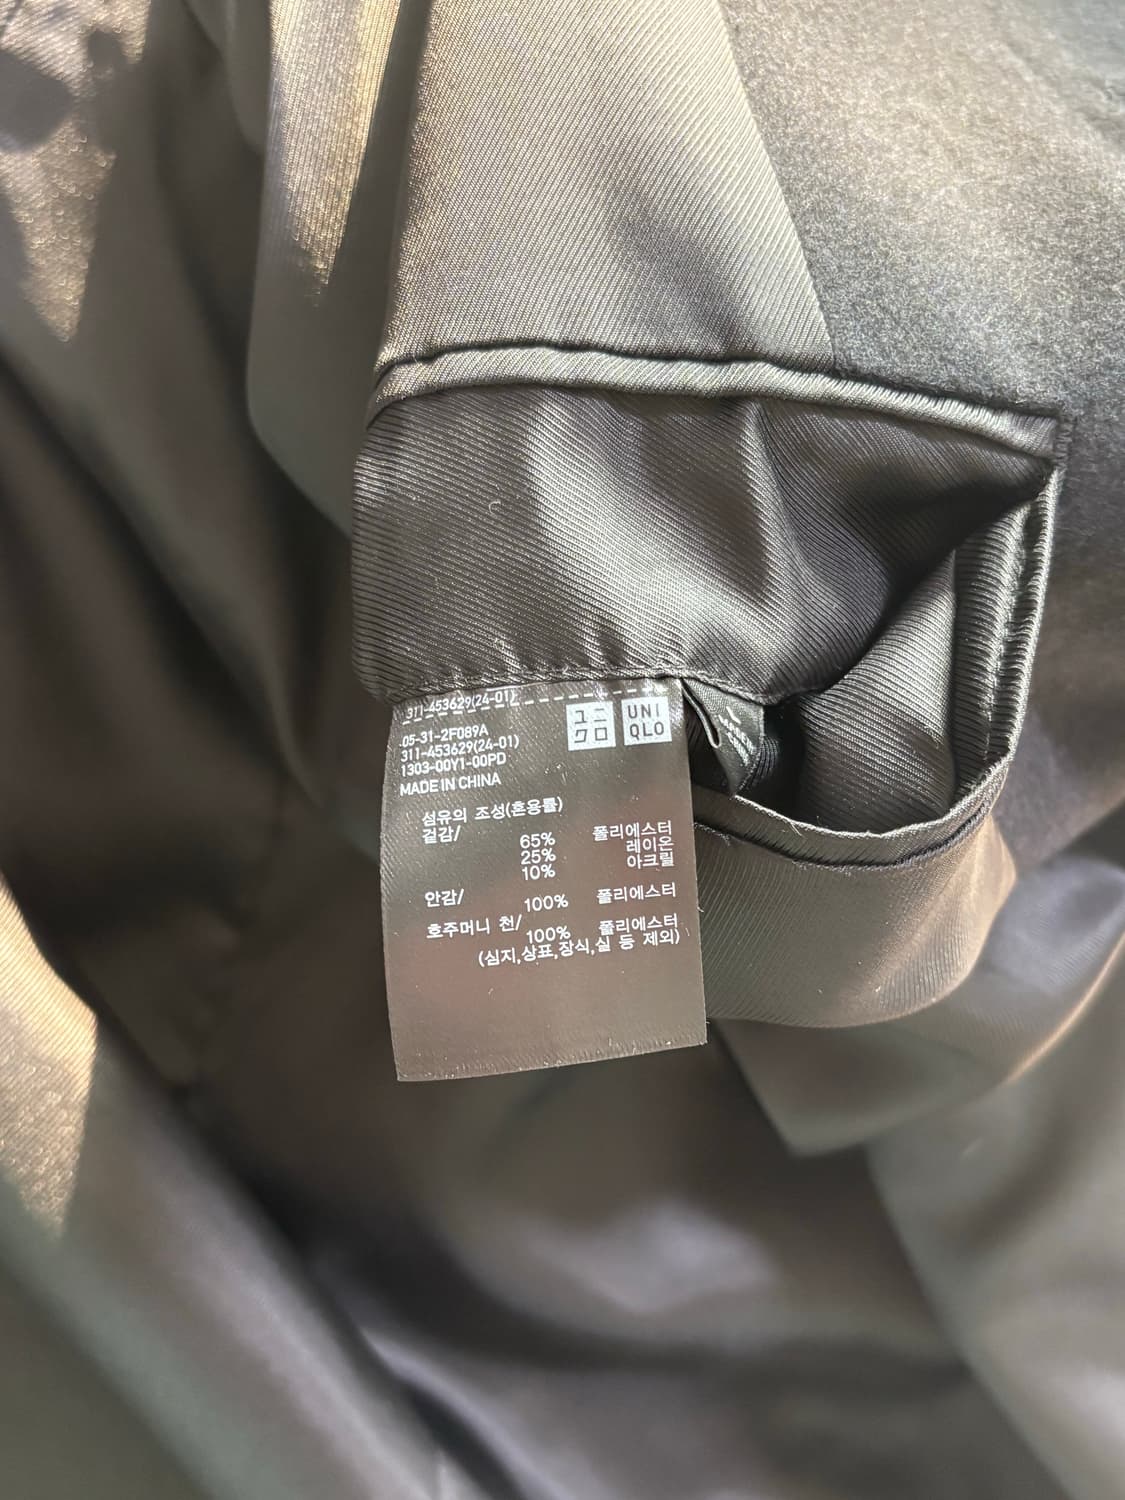 311-453629(24-01)
ユニ
クロ
UNI
QLO
05-31-2F089A
311-453629(24-01)
1303-00Y1-00PD
MADE IN CHINA
섬유의 조성(혼용률)
겉감/
65% 폴리에스터
25% 레이온
10% 아크릴
안감/
100% 폴리에스터
호주머니 천/
100% 폴리에스터
(심지,상표,장식,실 등 제외)